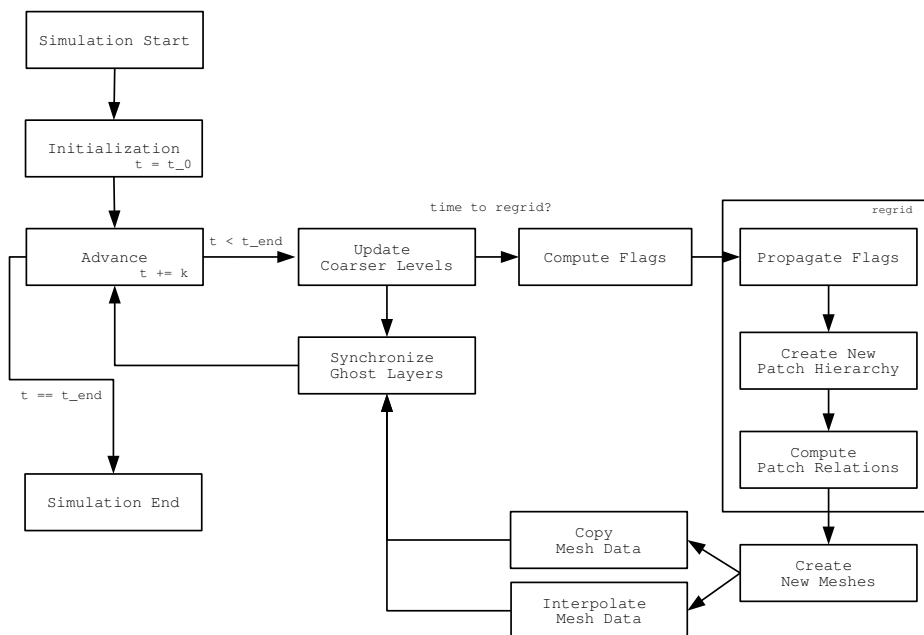 Simulation Start
Initialization
t = t_0
time to regrid?
regrid
Advance
t += k
t < t_end
Update
Coarser Levels
Compute Flags
Propagate Flags
Synchronize
Ghost Layers
Create New
Patch Hierarchy
t == t_end
Compute
Patch Relations
Simulation End
Copy
Mesh Data
Create
New Meshes
Interpolate
Mesh Data